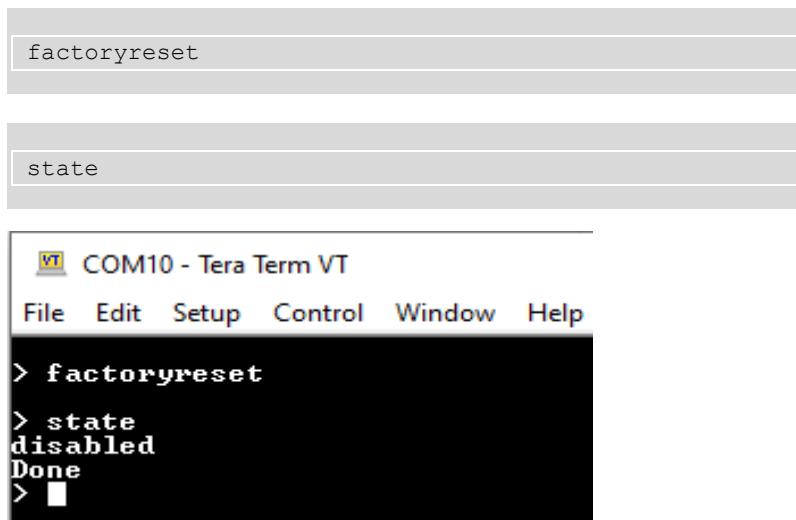 factoryreset
state
COM10 - Tera Term VT
File Edit Setup Control Window Help
> factoryreset
> state
disabled
Done
>